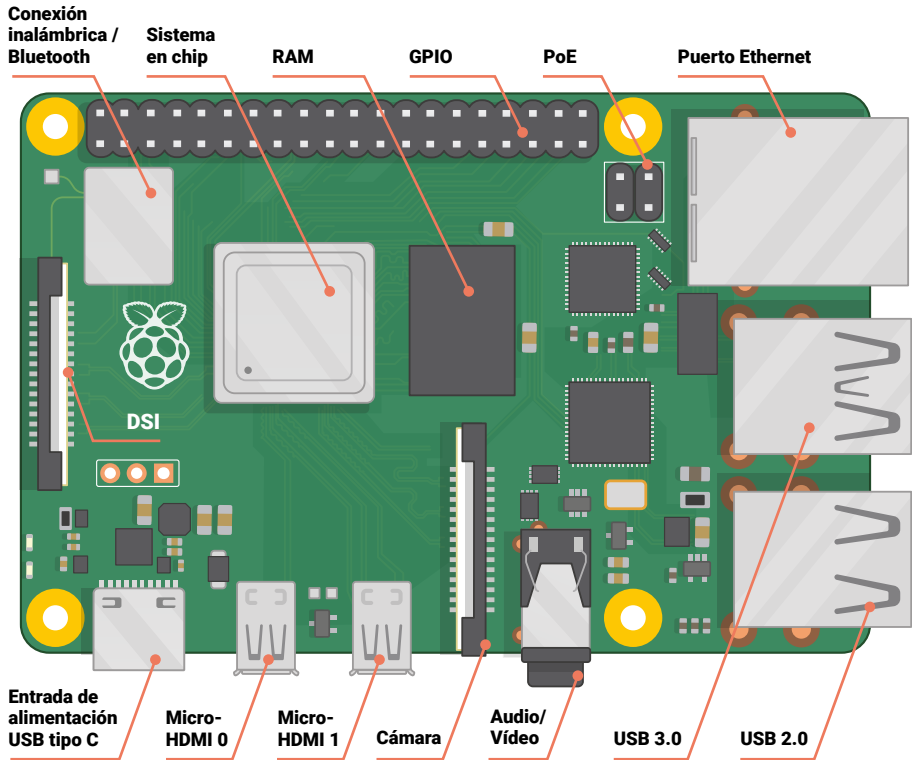 Conexión
inalámbrica /
Bluetooth
Sistema
en chip
RAM
GPIO
PoE
Puerto Ethernet
DSI
Entrada de
alimentación
USB tipo C
Micro-
HDMI 0
Micro-
HDMI 1
Cámara
Audio/
Vídeo
USB 3.0
USB 2.0